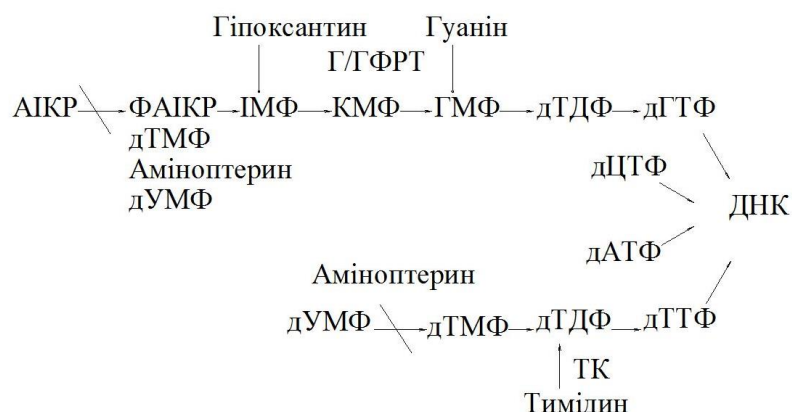 Гіпоксантин Гуанін
Г/ГФРТ
АІКР ФАІКР ІМФ КМФ ГМФ дТДФ дГТФ
дТМФ
Аміноптерин
дУМФ
дЦТФ
ДНК
дАТФ
Аміноптерин
дУМФ дТМФ дТДФ дТТФ
ТК
Тимідин